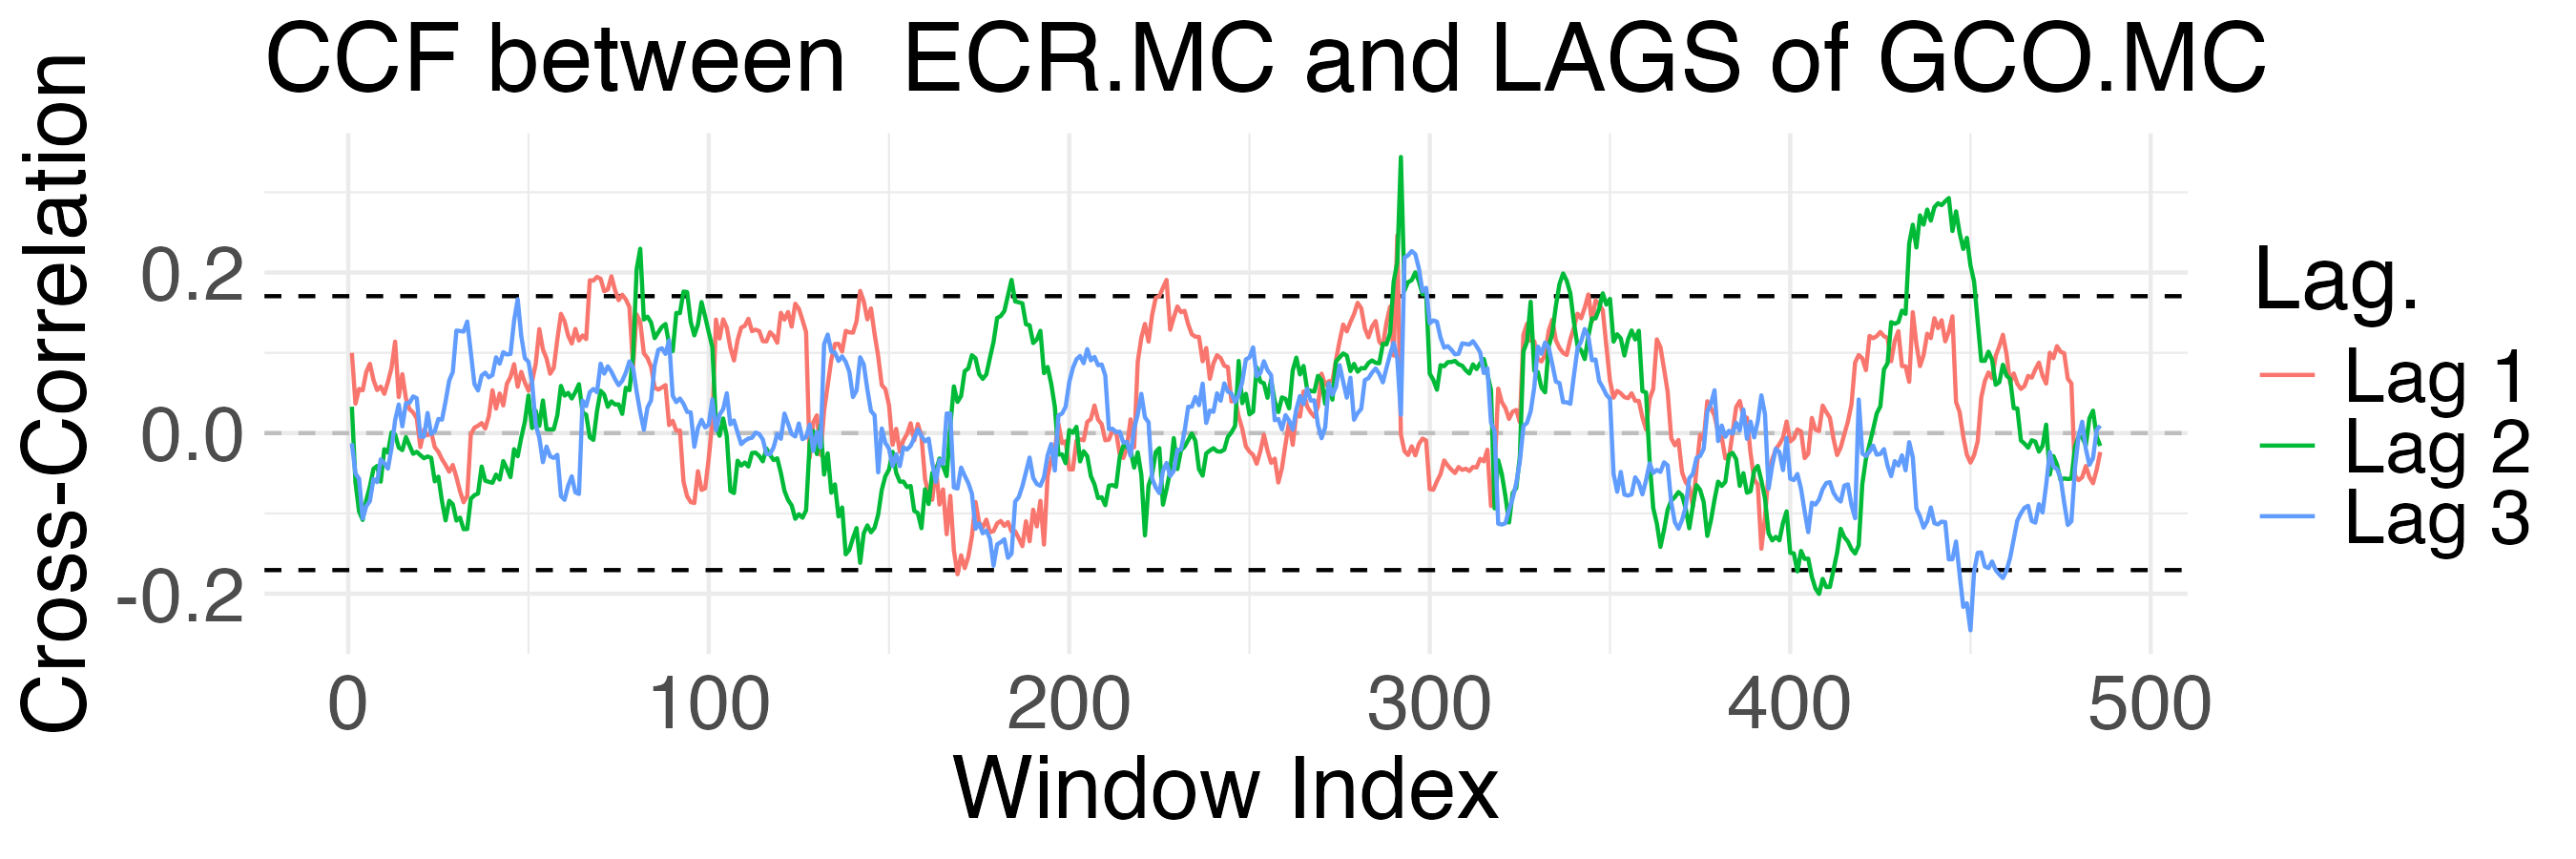 CCF between  ECR.MC and LAGS of GCO.MC
Cross-Correlation
0.2
0.0
-0.2
0
100
200
300
400
500
Window Index
Lag.
Lag 1
Lag 2
Lag 3